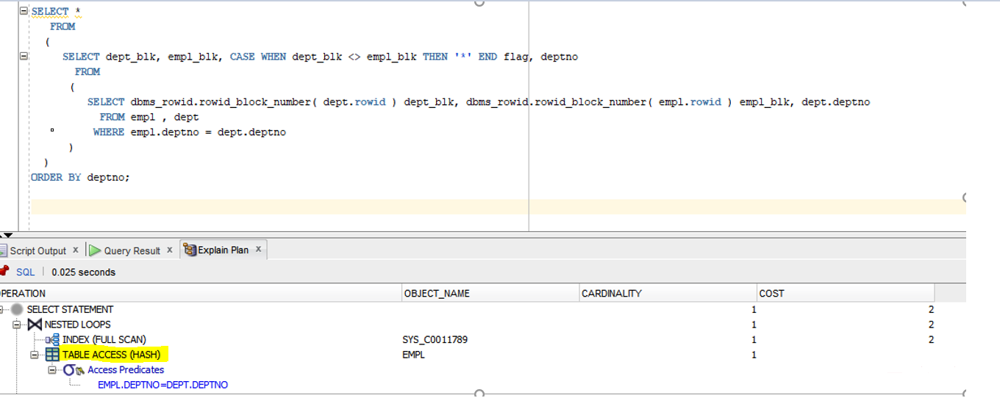 SELECT *
FROM
(
SELECT dept_blk, empl_blk, CASE WHEN dept_blk <> empl_blk THEN '*' END flag, deptno
FROM
(
SELECT dbms_rowid.rowid_block_number( dept.rowid ) dept_blk, dbms_rowid.rowid_block_number( empl.rowid ) empl_blk, dept.deptno
FROM empl , dept
WHERE empl.deptno = dept.deptno
)
)
ORDER BY deptno;
Script Output x Query Result x Explain Plan x
SQL | 0.025 seconds
PERATION OBJECT_NAME CARDINALITY COST
SELECT STATEMENT 1 2
NESTED LOOPS 1 2
INDEX (FULL SCAN) SYS_C0011789 1 2
TABLE ACCESS (HASH) EMPL 1
Access Predicates
EMPL.DEPTNO=DEPT.DEPTNO